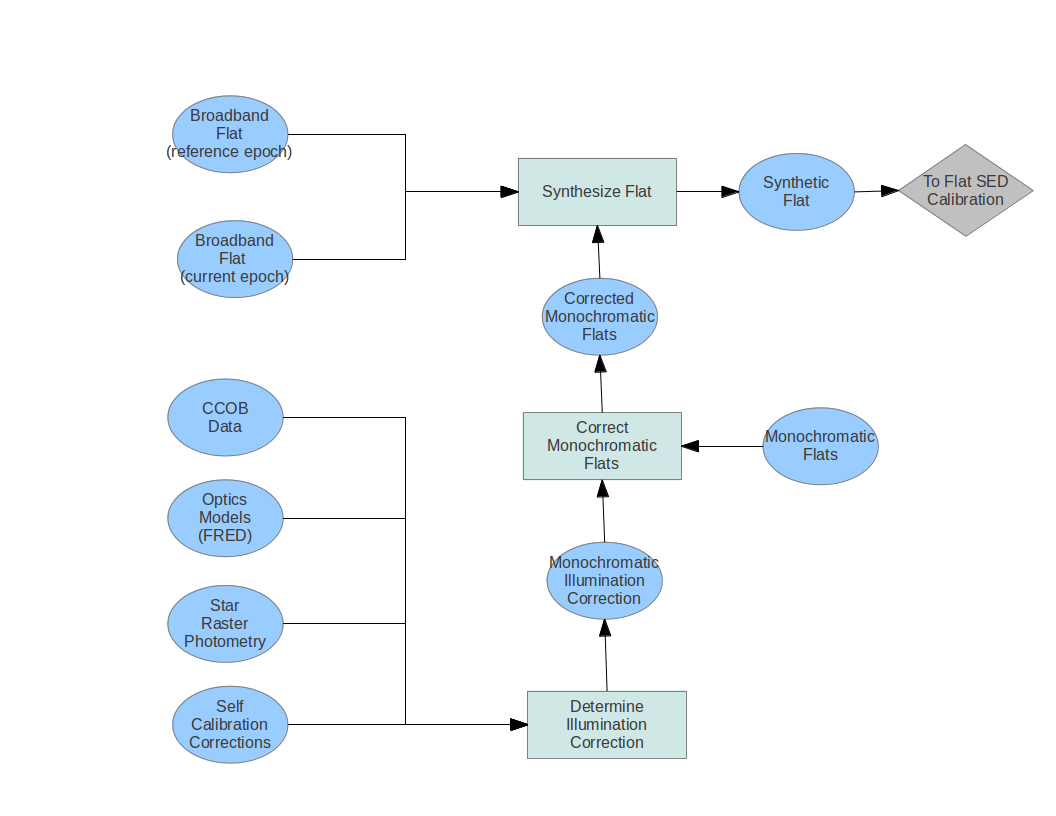 Broadband
Flat
(reference epoch)
Synthesize Flat
Synthetic
Flat
To Flat SED
Calibration
Broadband
Flat
(current epoch)
Corrected
Monochromatic
Flats
CCOB
Data
Correct
Monochromatic
Flats
Monochromatic
Flats
Optics
Models
(FRED)
Monochromatic
Illumination
Correction
Star
Raster
Photometry
Self
Calibration
Corrections
Determine
Illumination
Correction